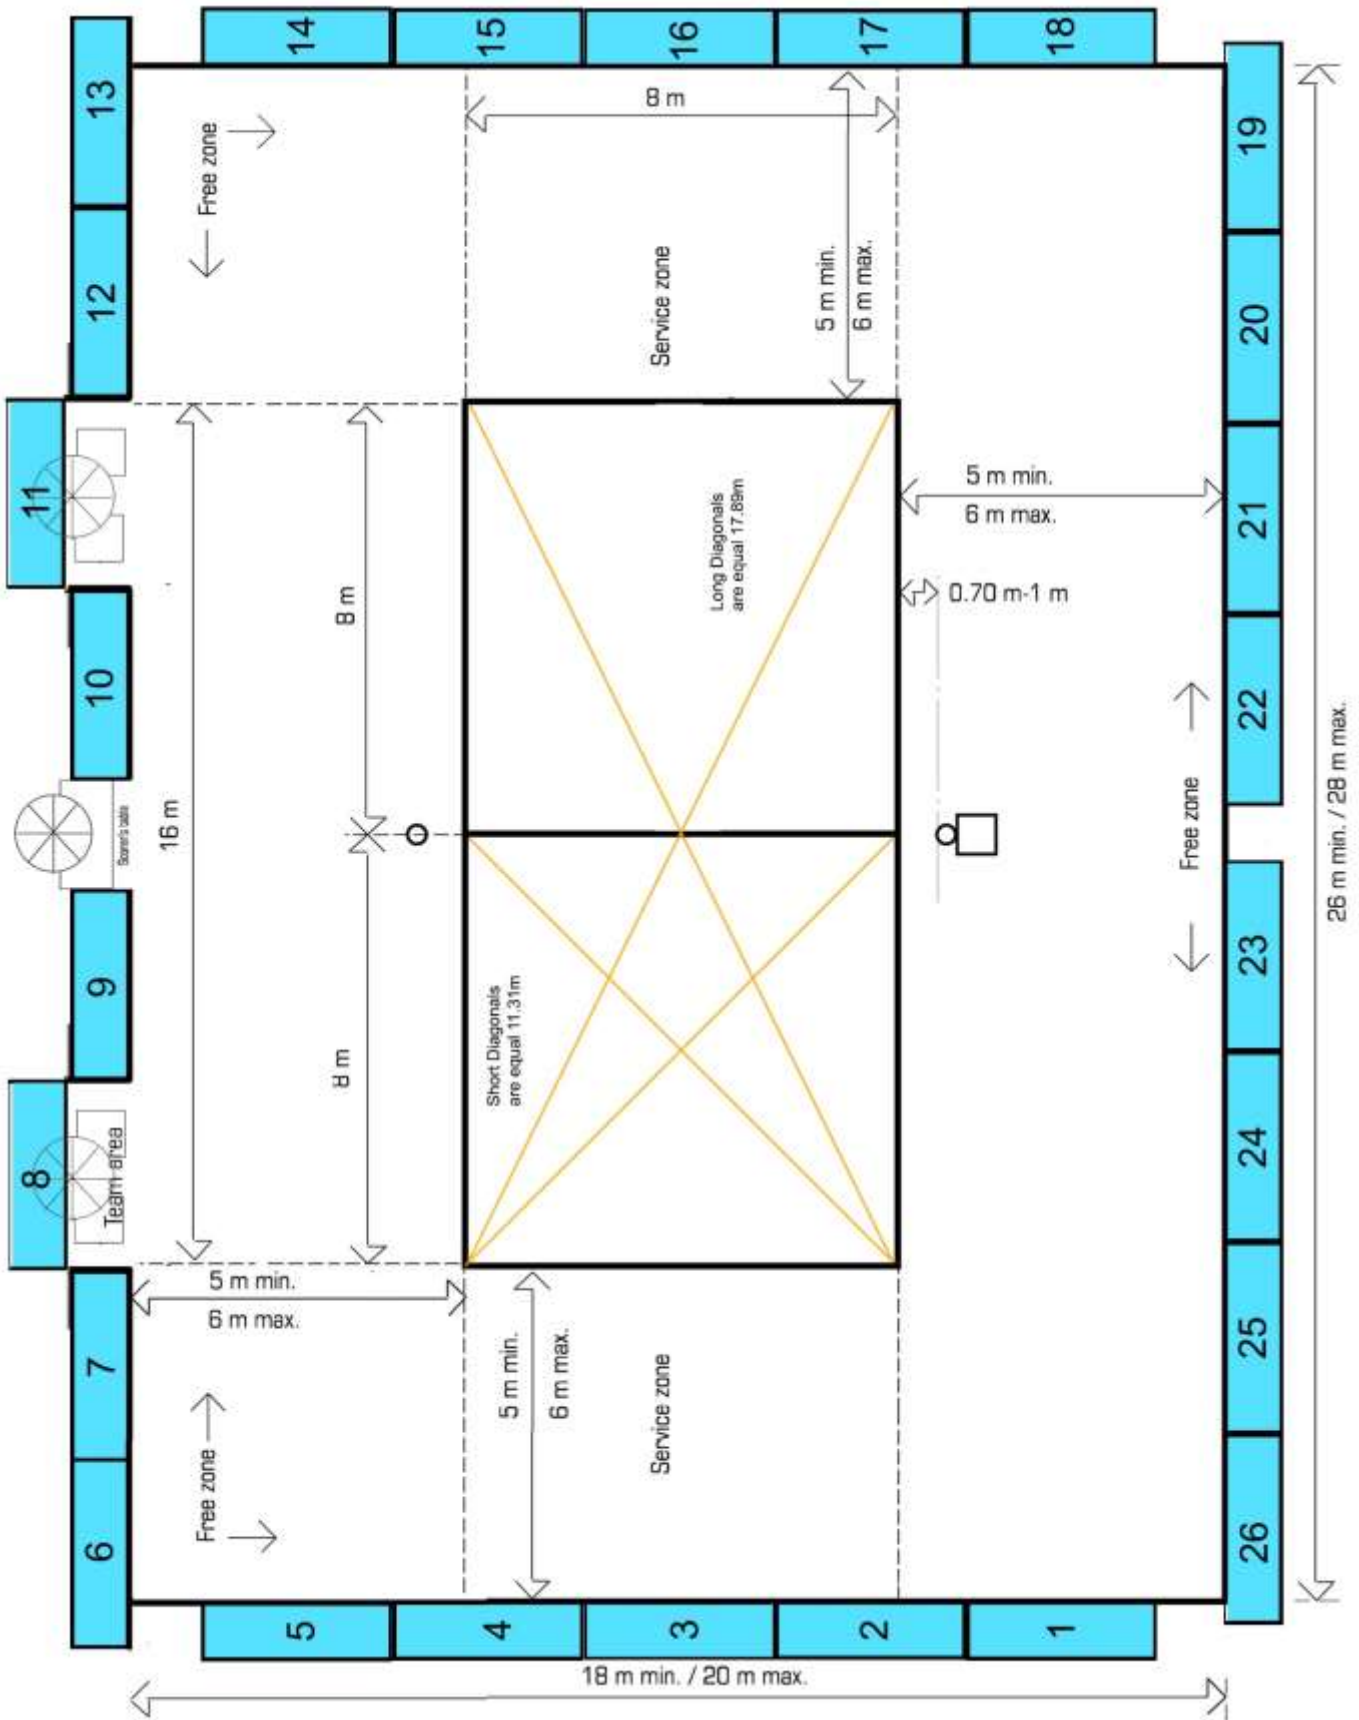 8
11
6
7
9
10
12
13
Team area
Scorer's table
16 m
Free zone
Free zone
5 m min.
6 m max.
5
14
8 m
8 m
4
15
Short Diagonals
are equal 11.31m
5 m min.
6 m max.
8 m
Service zone
Service zone
3
16
18 m min. / 20 m max.
Long Diagonals
are equal 17.89m
5 m min.
6 m max.
2
17
5 m min.
6 m max.
0.70 m-1 m
1
18
Free zone
26
25
24
23
22
21
20
19
26 m min. / 28 m max.